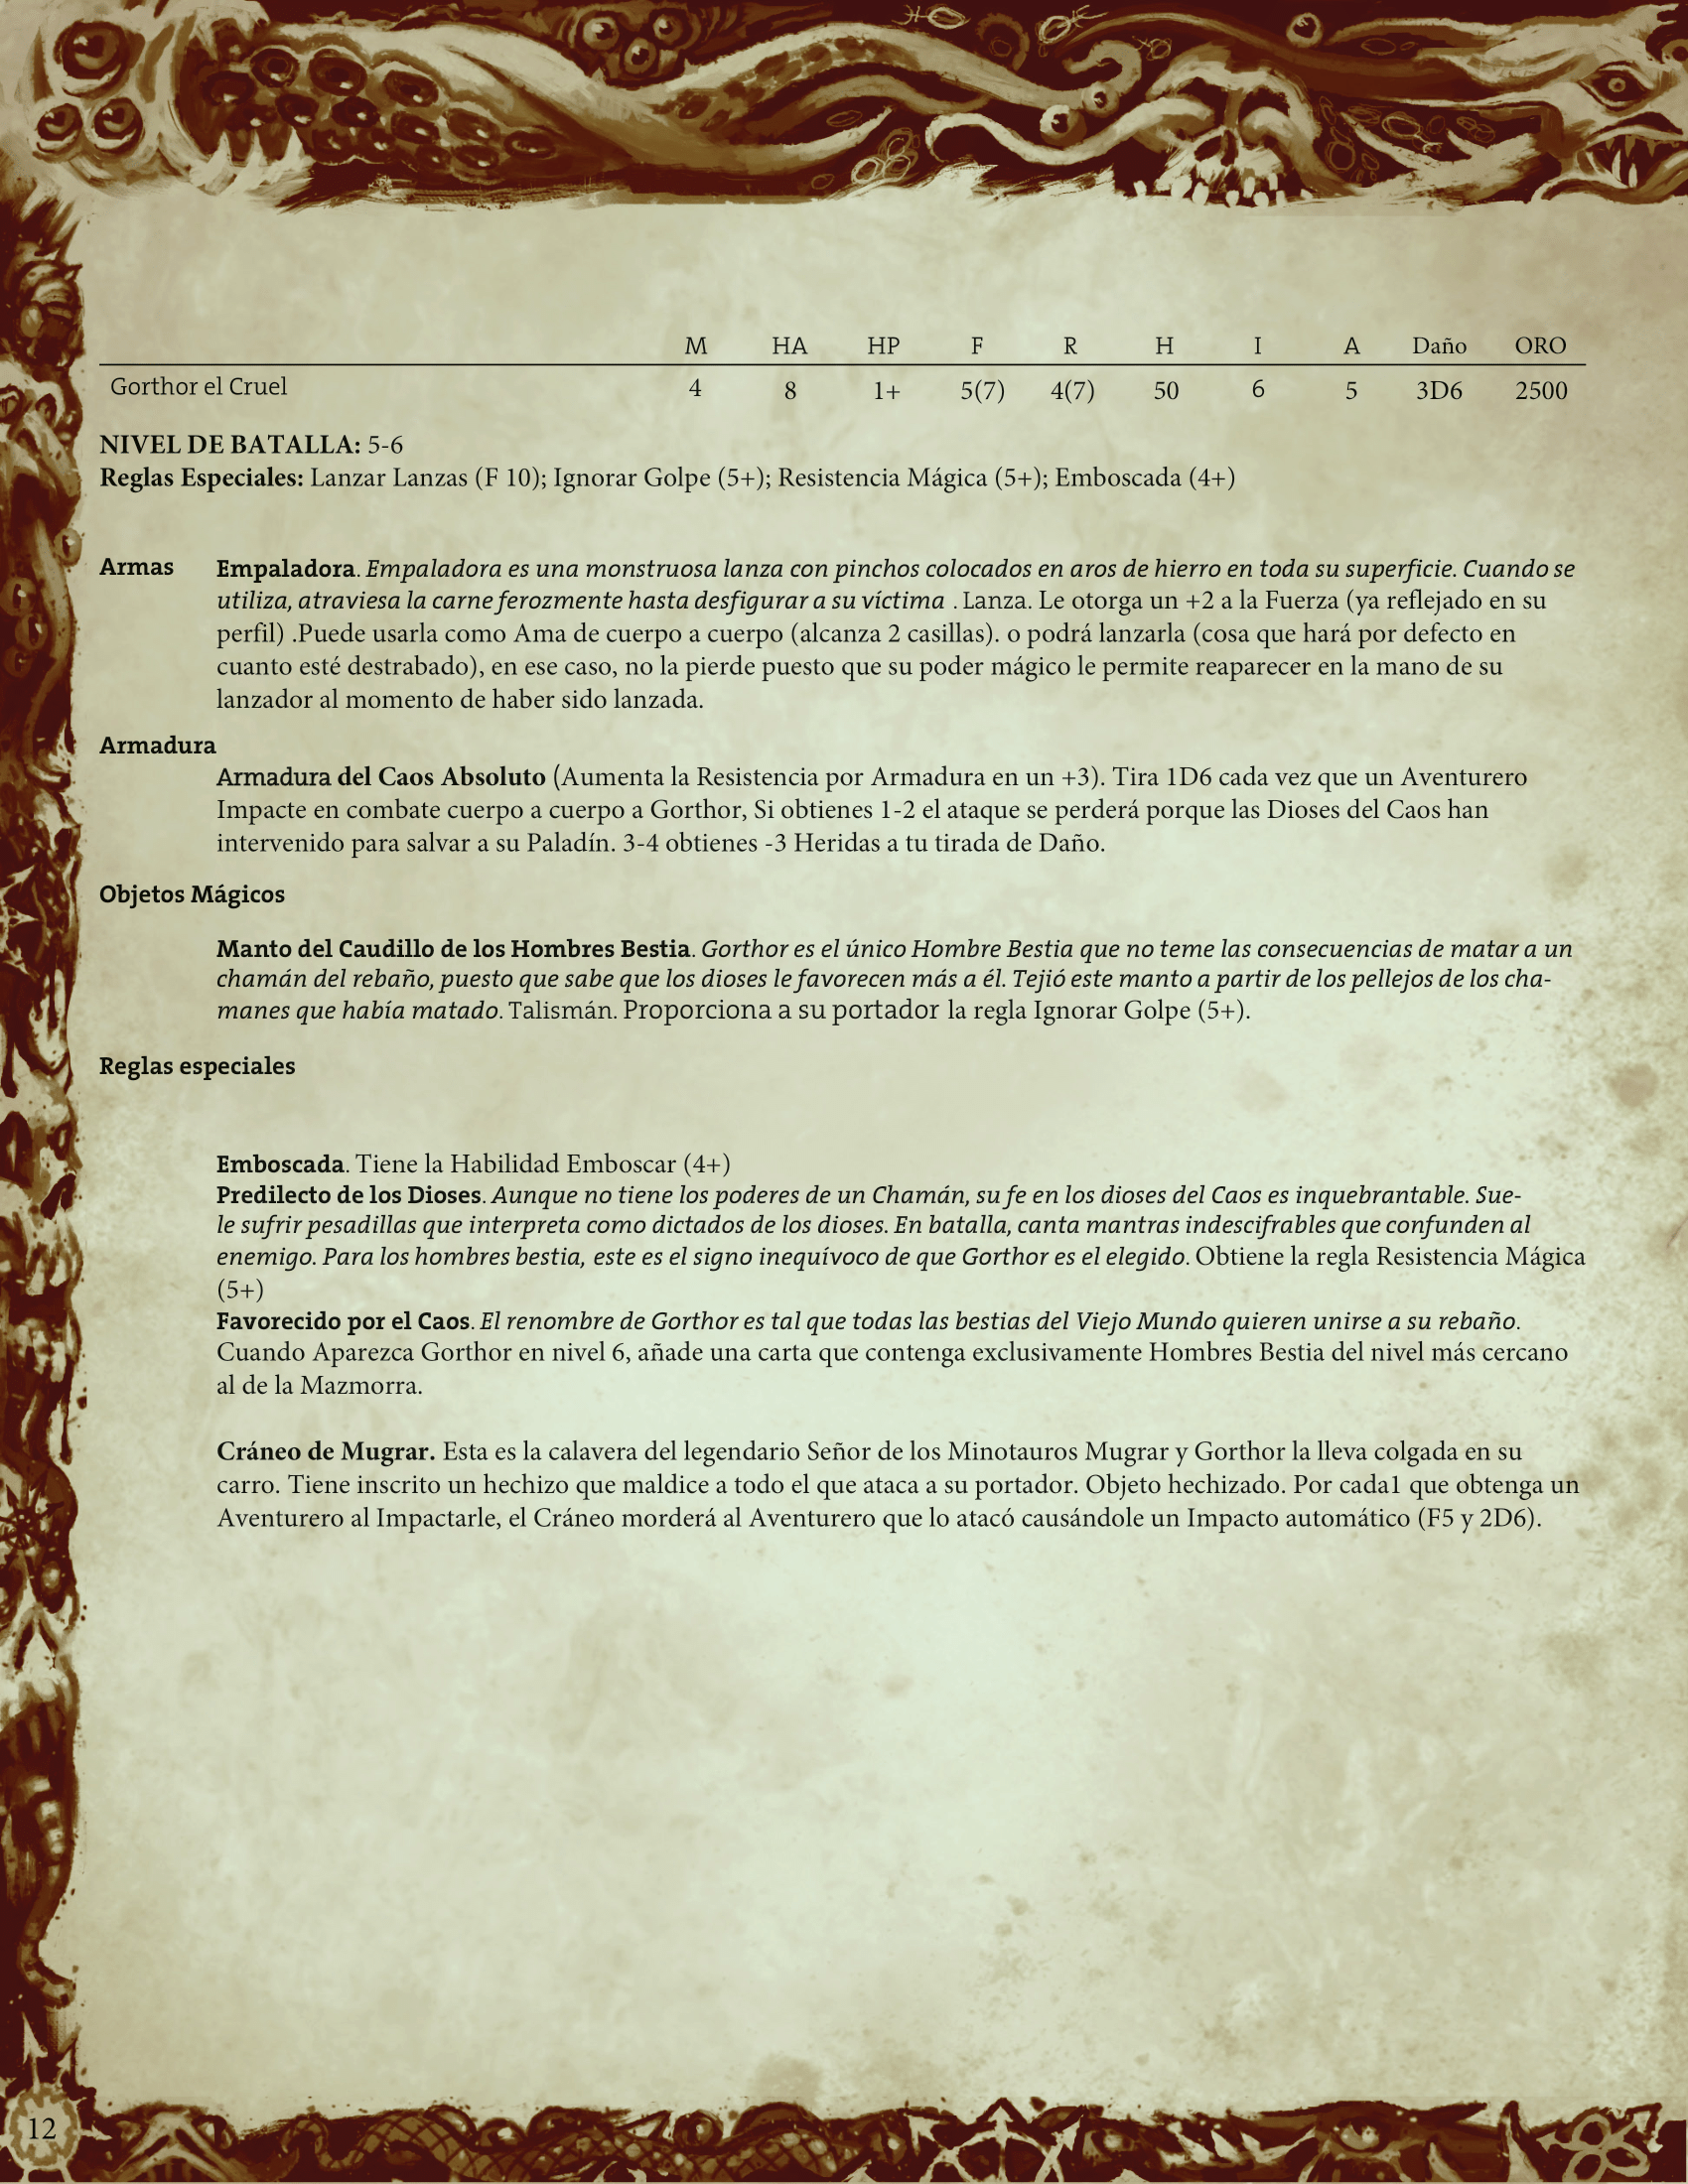 M HA HP F R H I A Daño ORO
Gorthor el Cruel 4 8 1+ 5(7) 4(7) 50 6 5 3D6 2500
NIVEL DE BATALLA: 5-6
Reglas Especiales: Lanzar Lanzas (F 10); Ignorar Golpe (5+); Resistencia Mágica (5+); Emboscada (4+)
Armas Empaladora. Empaladora es una monstruosa lanza con pinchos colocados en aros de hierro en toda su superficie. Cuando se
utiliza, atraviesa la carne ferozmente hasta desfigurar a su víctima . Lanza. Le otorga un +2 a la Fuerza (ya reflejado en su
perfil) .Puede usarla como Ama de cuerpo a cuerpo (alcanza 2 casillas). o podrá lanzarla (cosa que hará por defecto en
cuanto esté destrabado), en ese caso, no la pierde puesto que su poder mágico le permite reaparecer en la mano de su
lanzador al momento de haber sido lanzada.
Armadura
Armadura del Caos Absoluto (Aumenta la Resistencia por Armadura en un +3). Tira 1D6 cada vez que un Aventurero
Impacte en combate cuerpo a cuerpo a Gorthor, Si obtienes 1-2 el ataque se perderá porque las Dioses del Caos han
intervenido para salvar a su Paladín. 3-4 obtienes -3 Heridas a tu tirada de Daño.
Objetos Mágicos
Manto del Caudillo de los Hombres Bestia. Gorthor es el único Hombre Bestia que no teme las consecuencias de matar a un
chamán del rebaño, puesto que sabe que los dioses le favorecen más a él. Tejió este manto a partir de los pellejos de los cha-
manes que había matado. Talismán. Proporciona a su portador la regla Ignorar Golpe (5+).
Reglas especiales
Emboscada. Tiene la Habilidad Emboscar (4+)
Predilecto de los Dioses. Aunque no tiene los poderes de un Chamán, su fe en los dioses del Caos es inquebrantable. Sue-
le sufrir pesadillas que interpreta como dictados de los dioses. En batalla, canta mantras indescifrables que confunden al
enemigo. Para los hombres bestia, este es el signo inequívoco de que Gorthor es el elegido. Obtiene la regla Resistencia Mágica
(5+)
Favorecido por el Caos. El renombre de Gorthor es tal que todas las bestias del Viejo Mundo quieren unirse a su rebaño.
Cuando Aparezca Gorthor en nivel 6, añade una carta que contenga exclusivamente Hombres Bestia del nivel más cercano
al de la Mazmorra.
Cráneo de Mugrar. Esta es la calavera del legendario Señor de los Minotauros Mugrar y Gorthor la lleva colgada en su
carro. Tiene inscrito un hechizo que maldice a todo el que ataca a su portador. Objeto hechizado. Por cada1 que obtenga un
Aventurero al Impactarle, el Cráneo morderá al Aventurero que lo atacó causándole un Impacto automático (F5 y 2D6).
12